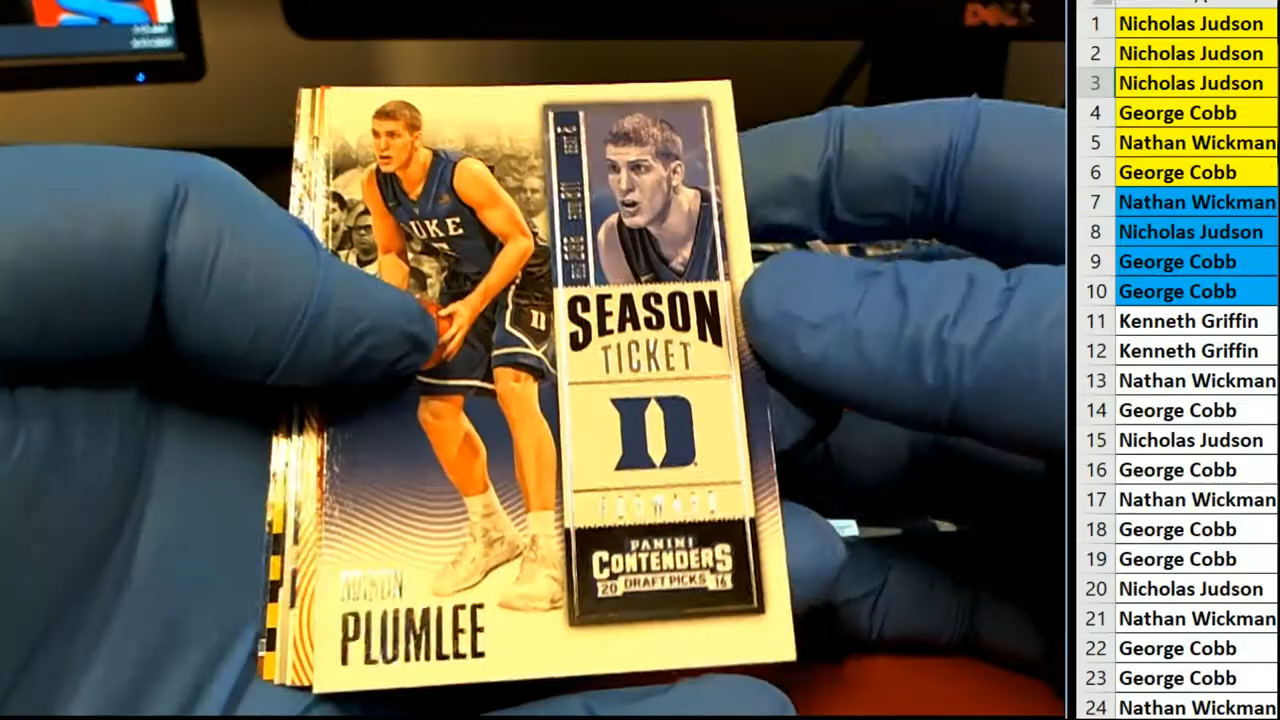 DELL
DUKE
SEASON
TICKET
D
FORWARD
PANINI
CONTENDERS
20 DRAFT PICKS 16
PLUMLEE
1 Nicholas Judson
2 Nicholas Judson
3 Nicholas Judson
4 George Cobb
5 Nathan Wickman
6 George Cobb
7 Nathan Wickman
8 Nicholas Judson
9 George Cobb
10 George Cobb
11 Kenneth Griffin
12 Kenneth Griffin
13 Nathan Wickman
14 George Cobb
15 Nicholas Judson
16 George Cobb
17 Nathan Wickman
18 George Cobb
19 George Cobb
20 Nicholas Judson
21 Nathan Wickman
22 George Cobb
23 George Cobb
24 Nathan Wickman